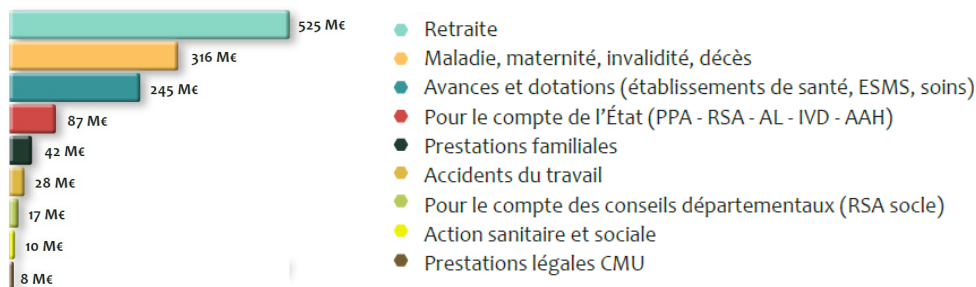 525 M€
316 M€
245 M€
87 M€
42 M€
28 M€
17 M€
10 M€
8 M€
Retraite
Maladie, maternité, invalidité, décès
Avances et dotations (établissements de santé, ESMS, soins)
Pour le compte de l’État (PPA - RSA - AL - IVD - AAH)
Prestations familiales
Accidents du travail
Pour le compte des conseils départementaux (RSA socle)
Action sanitaire et sociale
Prestations légales CMU